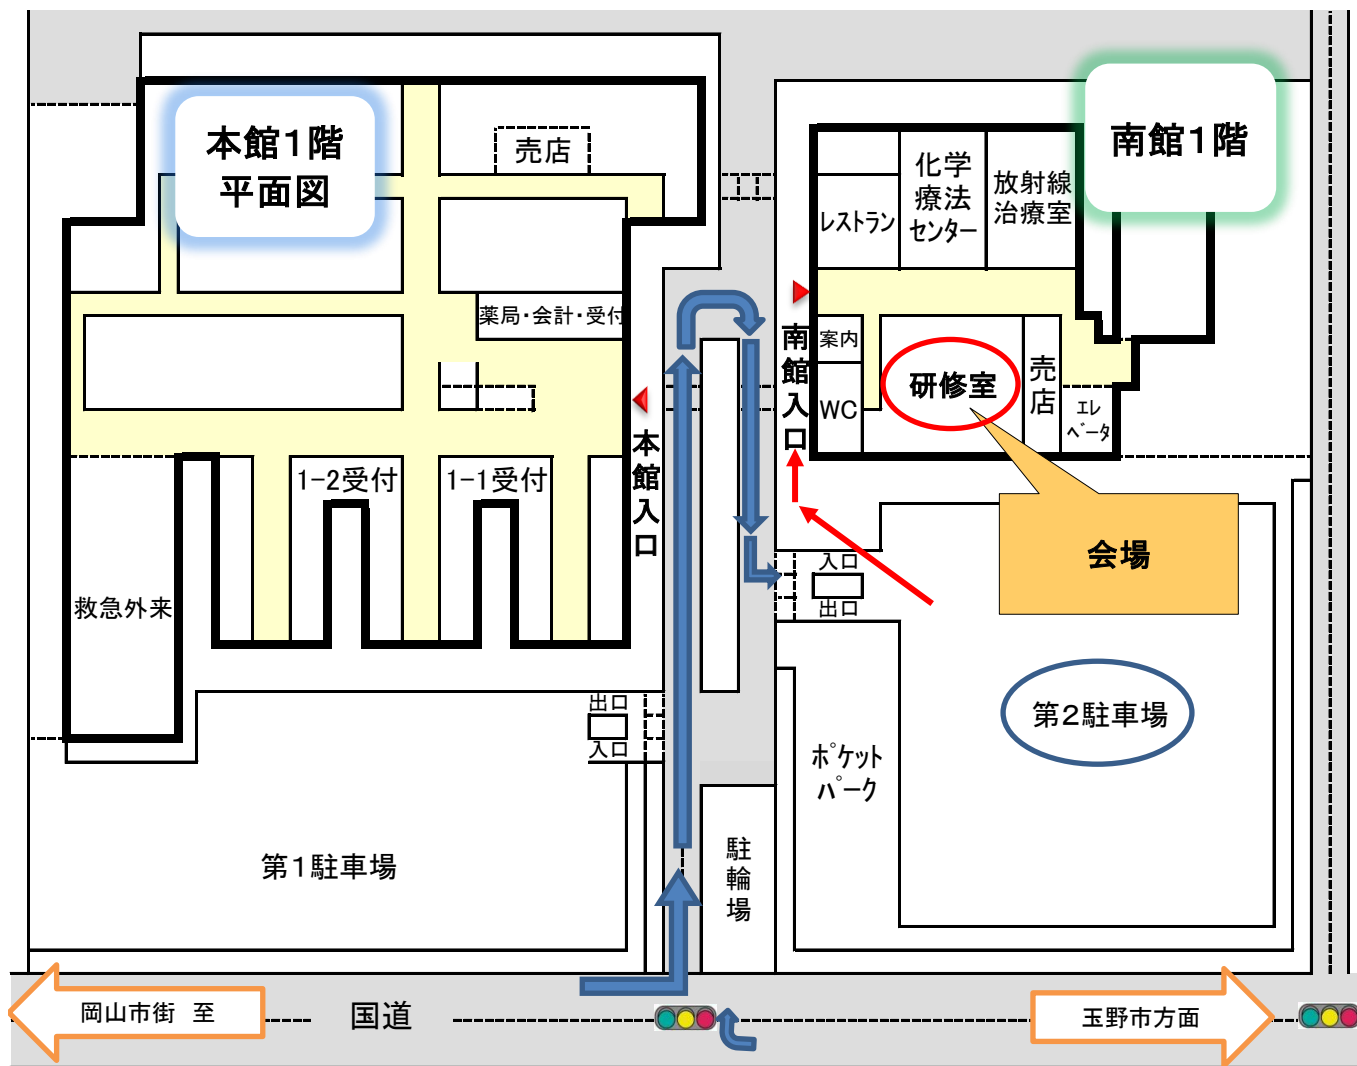 本館1階
平面図
売店
薬局・会計・受付
1-2受付
1-1受付
救急外来
本館入口
南館1階
レストラン
化学
療法
センター
放射線
治療室
南館入口
案内
WC
研修室
売店
エレ
ベータ
会場
入口
出口
第2駐車場
ポケット
パーク
出口
入口
第1駐車場
駐輪場
岡山市街 至
国道
玉野市方面